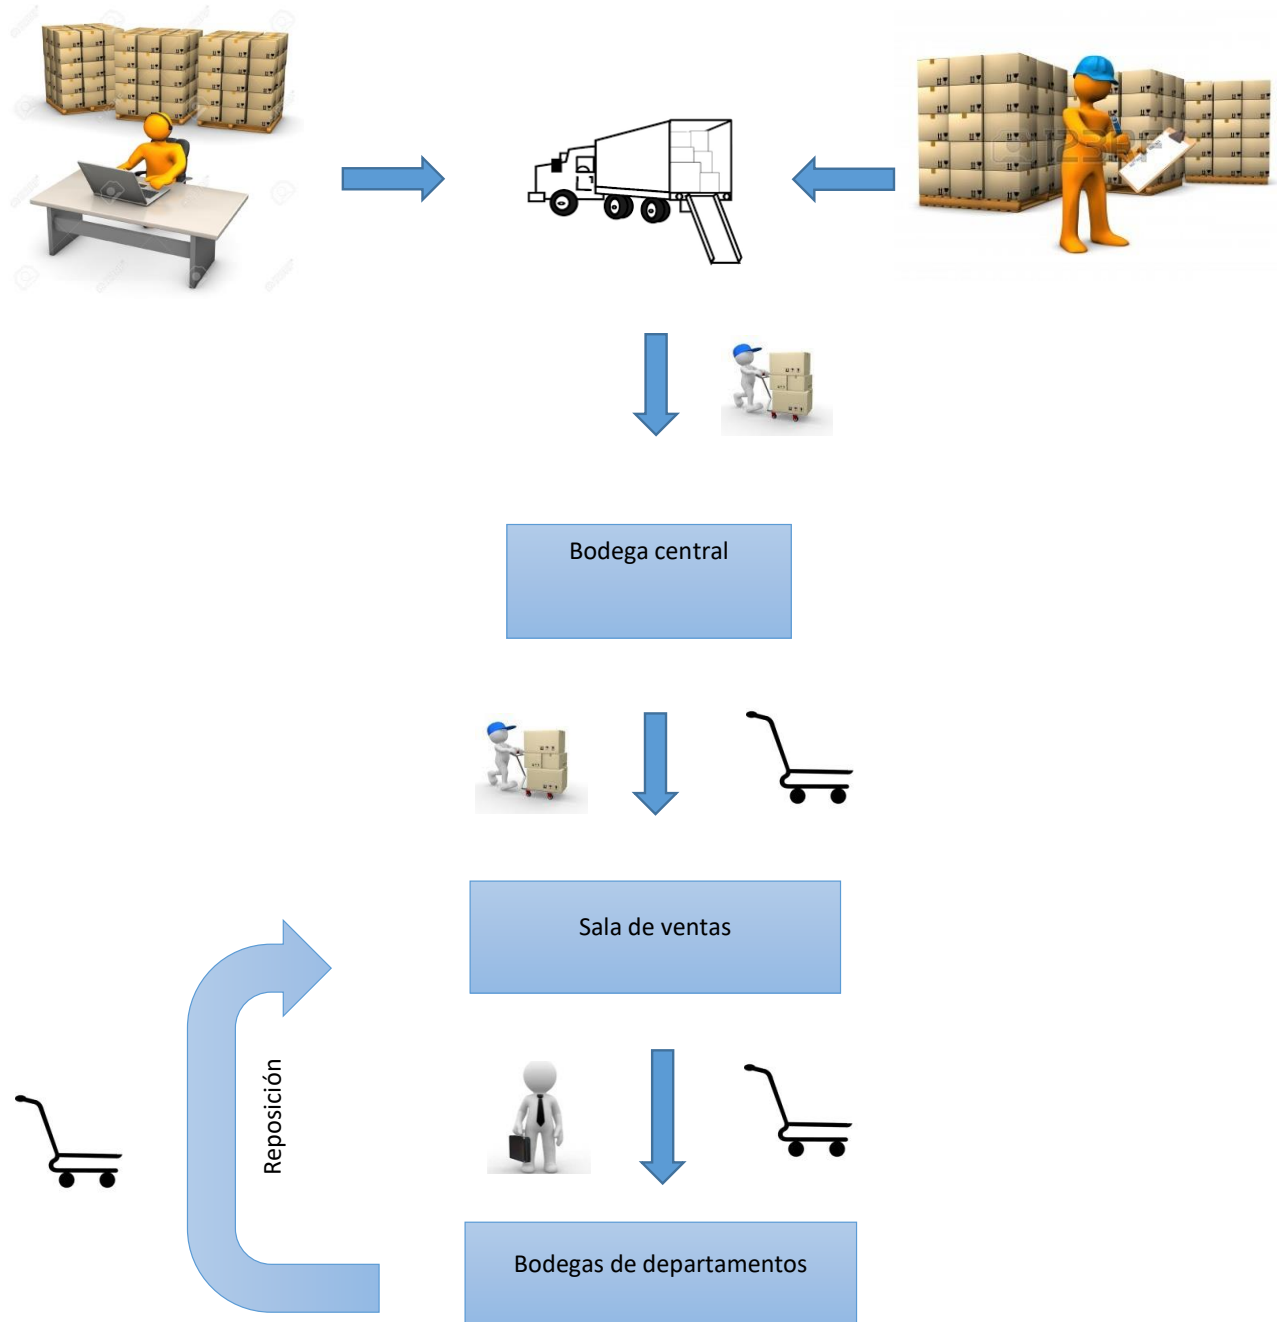 Bodega central
Sala de ventas
Reposición
Bodegas de departamentos